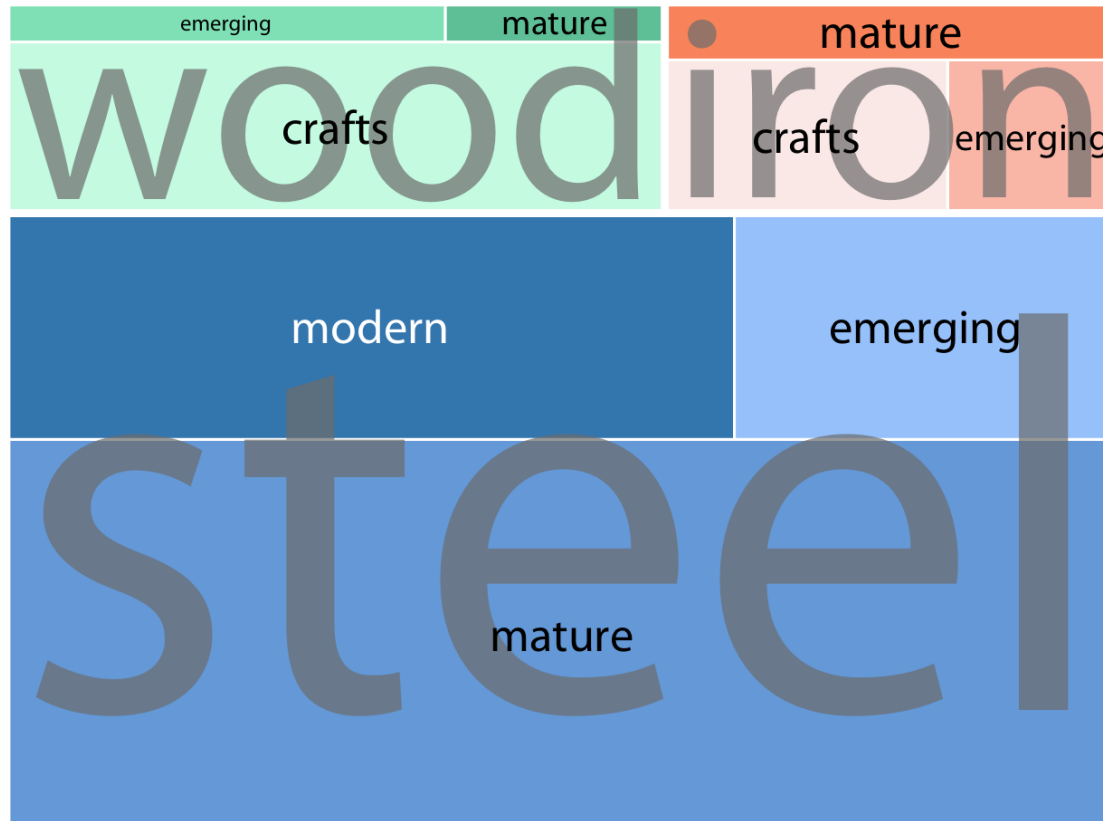 emerging
mature
wood
crafts
mature
iron
crafts
emerging
modern
emerging
steel
mature